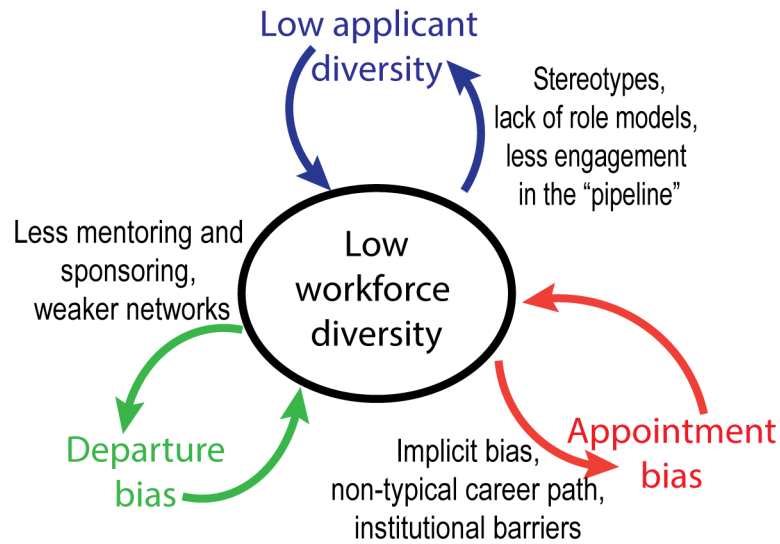 Low applicant
diversity
Stereotypes,
lack of role models,
less engagement
in the “pipeline”
Less mentoring and
sponsoring,
weaker networks
Low
workforce
diversity
Departure
bias
Implicit bias,
non-typical career path,
institutional barriers
Appointment
bias